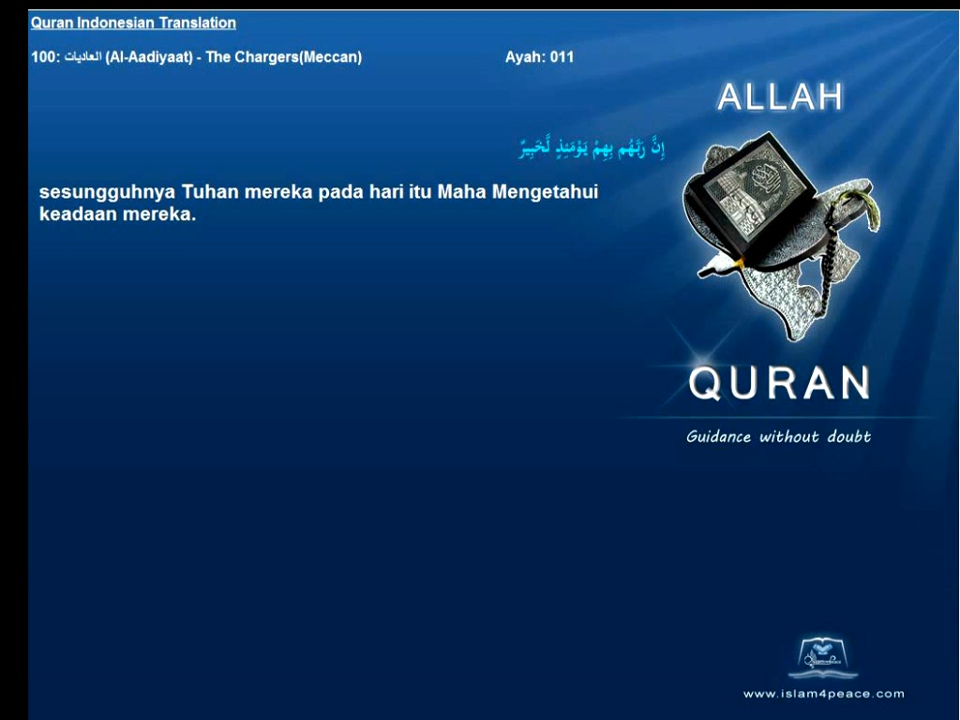 Quran Indonesian Translation
100: العاديات (Al-Aadiyaat) - The Chargers(Meccan) Ayah: 011
ALLAH
إِنَّ رَبَّهُم بِهِمْ يَوْمَئِذٍ لَّخَبِيرٌ
sesungguhnya Tuhan mereka pada hari itu Maha Mengetahui
keadaan mereka.
QURAN
Guidance without doubt
www.islam4peace.com